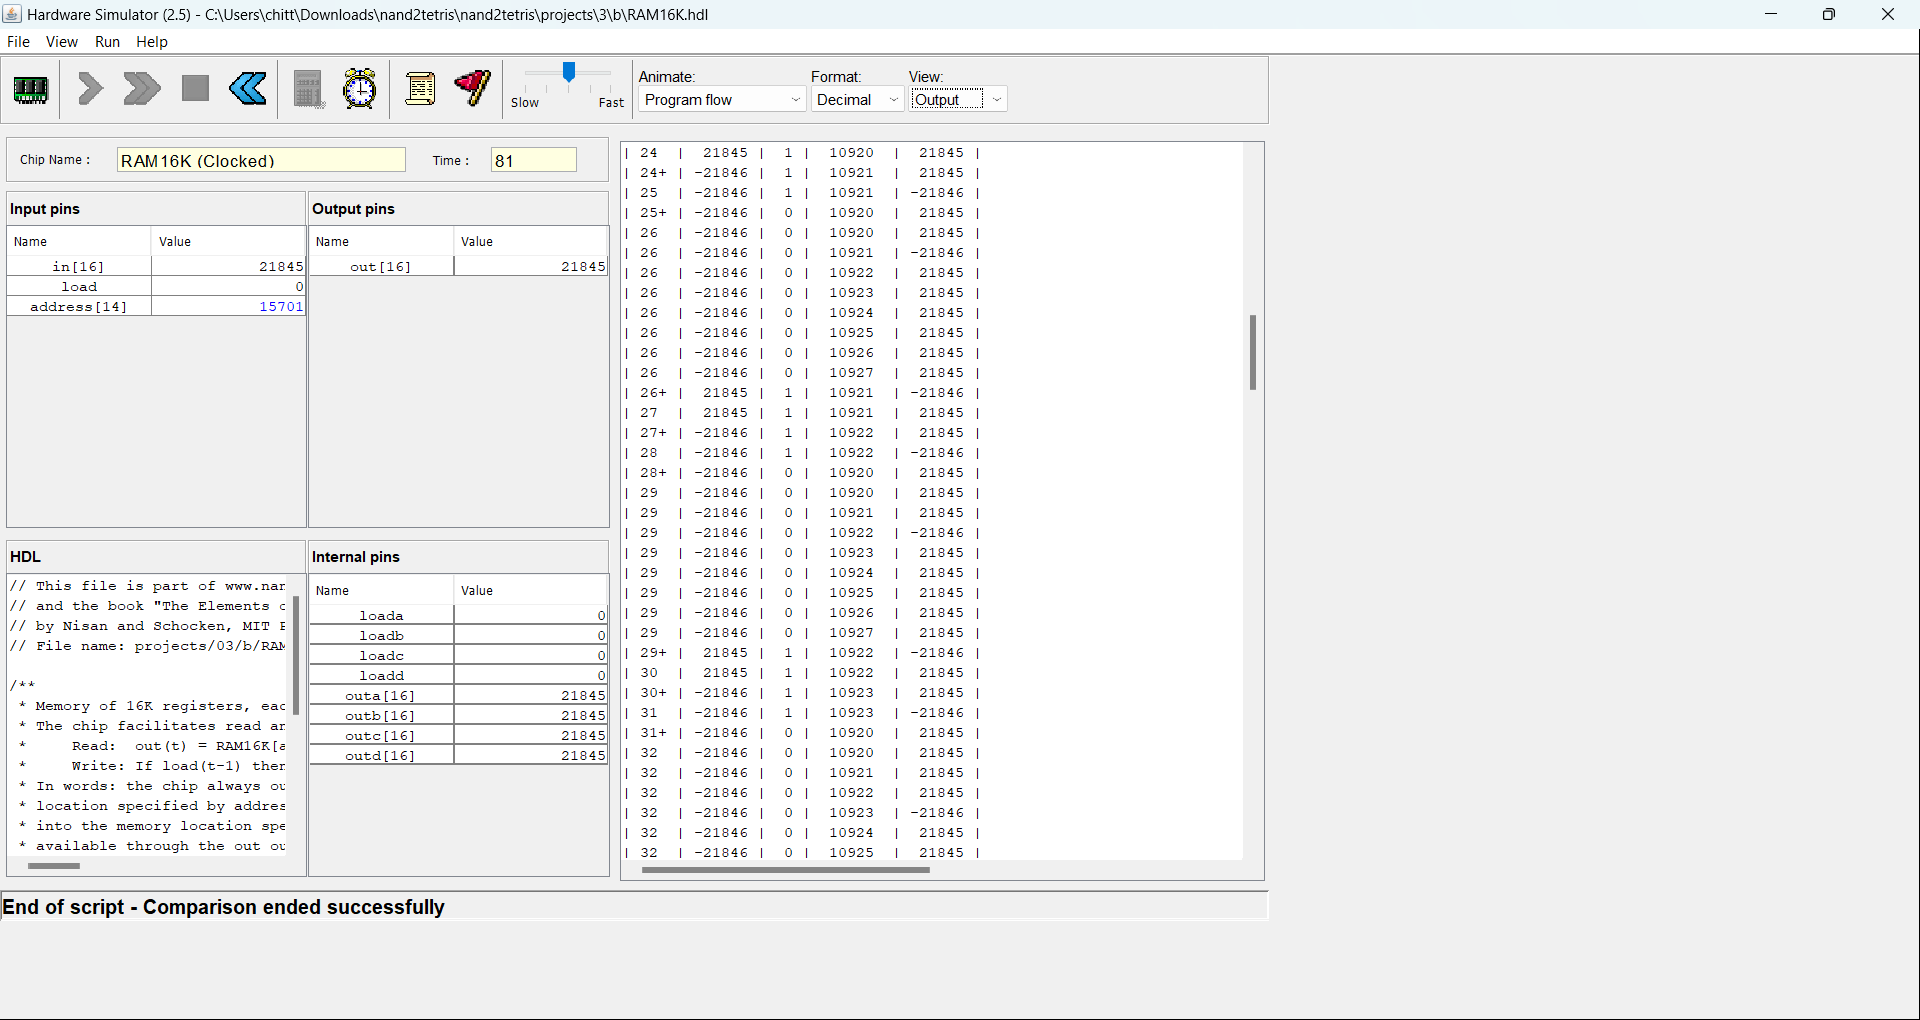 Hardware Simulator (2.5) - C:\Users\chitt\Downloads\nand2tetris\nand2tetris\projects\3\b\RAM16K.hdl
File View Run Help
Slow Fast
Animate: Format: View:
Program flow Decimal Output
Chip Name : RAM16K (Clocked) Time : 81
Input pins
Name Value
in[16] 21845
load 0
address[14] 15701
Output pins
Name Value
out[16] 21845
HDL
// This file is part of www.nan
// and the book "The Elements
// by Nisan and Schocken, MIT
// File name: projects/03/b/RAM
/**
* Memory of 16K registers, eac
* The chip facilitates read an
* Read: out(t) = RAM16K[a
* Write: If load(t-1) then
* In words: the chip always ou
* location specified by addres
* into the memory location spe
* available through the out ou
Internal pins
Name Value
loada 0
loadb 0
loadc 0
loadd 0
outa[16] 21845
outb[16] 21845
outc[16] 21845
outd[16] 21845
| 24 | 21845 | 1 | 10920 | 21845 |
| 24+ | -21846 | 1 | 10921 | 21845 |
| 25 | -21846 | 1 | 10921 | -21846 |
| 25+ | -21846 | 0 | 10920 | 21845 |
| 26 | -21846 | 0 | 10920 | 21845 |
| 26 | -21846 | 0 | 10921 | -21846 |
| 26 | -21846 | 0 | 10922 | 21845 |
| 26 | -21846 | 0 | 10923 | 21845 |
| 26 | -21846 | 0 | 10924 | 21845 |
| 26 | -21846 | 0 | 10925 | 21845 |
| 26 | -21846 | 0 | 10926 | 21845 |
| 26 | -21846 | 0 | 10927 | 21845 |
| 26+ | 21845 | 1 | 10921 | -21846 |
| 27 | 21845 | 1 | 10921 | 21845 |
| 27+ | -21846 | 1 | 10922 | 21845 |
| 28 | -21846 | 1 | 10922 | -21846 |
| 28+ | -21846 | 0 | 10920 | 21845 |
| 29 | -21846 | 0 | 10920 | 21845 |
| 29 | -21846 | 0 | 10921 | 21845 |
| 29 | -21846 | 0 | 10922 | -21846 |
| 29 | -21846 | 0 | 10923 | 21845 |
| 29 | -21846 | 0 | 10924 | 21845 |
| 29 | -21846 | 0 | 10925 | 21845 |
| 29 | -21846 | 0 | 10926 | 21845 |
| 29 | -21846 | 0 | 10927 | 21845 |
| 29+ | 21845 | 1 | 10922 | -21846 |
| 30 | 21845 | 1 | 10922 | 21845 |
| 30+ | -21846 | 1 | 10923 | 21845 |
| 31 | -21846 | 1 | 10923 | -21846 |
| 31+ | -21846 | 0 | 10920 | 21845 |
| 32 | -21846 | 0 | 10920 | 21845 |
| 32 | -21846 | 0 | 10921 | 21845 |
| 32 | -21846 | 0 | 10922 | 21845 |
| 32 | -21846 | 0 | 10923 | -21846 |
| 32 | -21846 | 0 | 10924 | 21845 |
| 32 | -21846 | 0 | 10925 | 21845 |
End of script - Comparison ended successfully